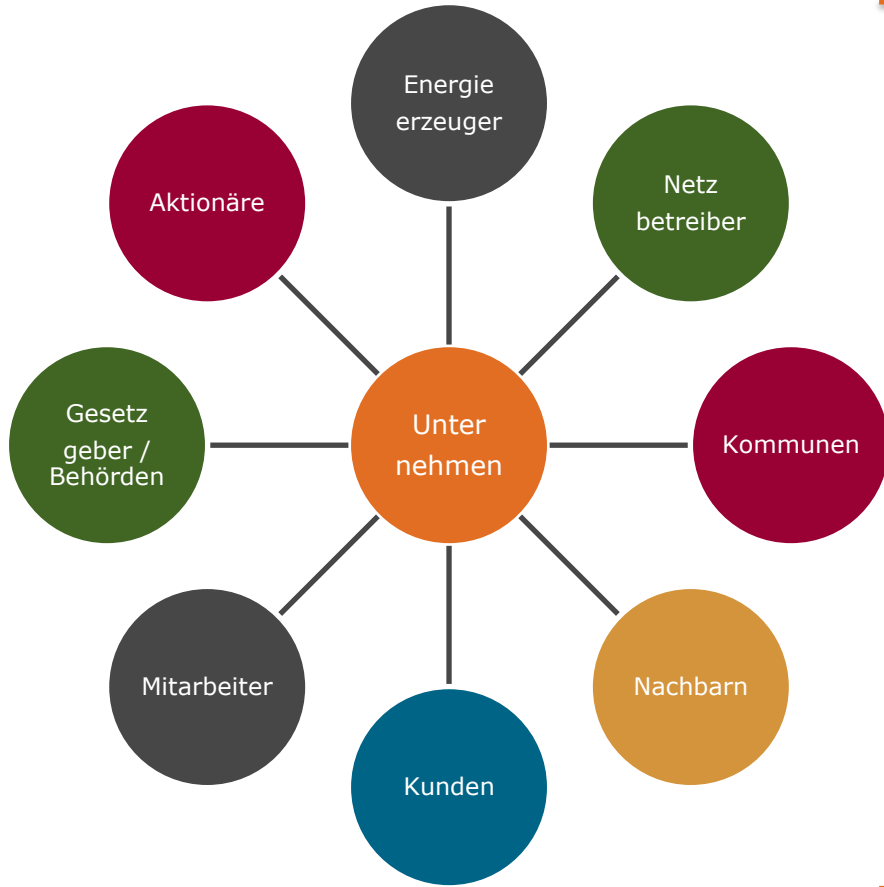 Energie
erzeuger
Netz
betreiber
Aktionäre
Gesetz
geber /
Behörden
Unter
nehmen
Kommunen
Mitarbeiter
Nachbarn
Kunden